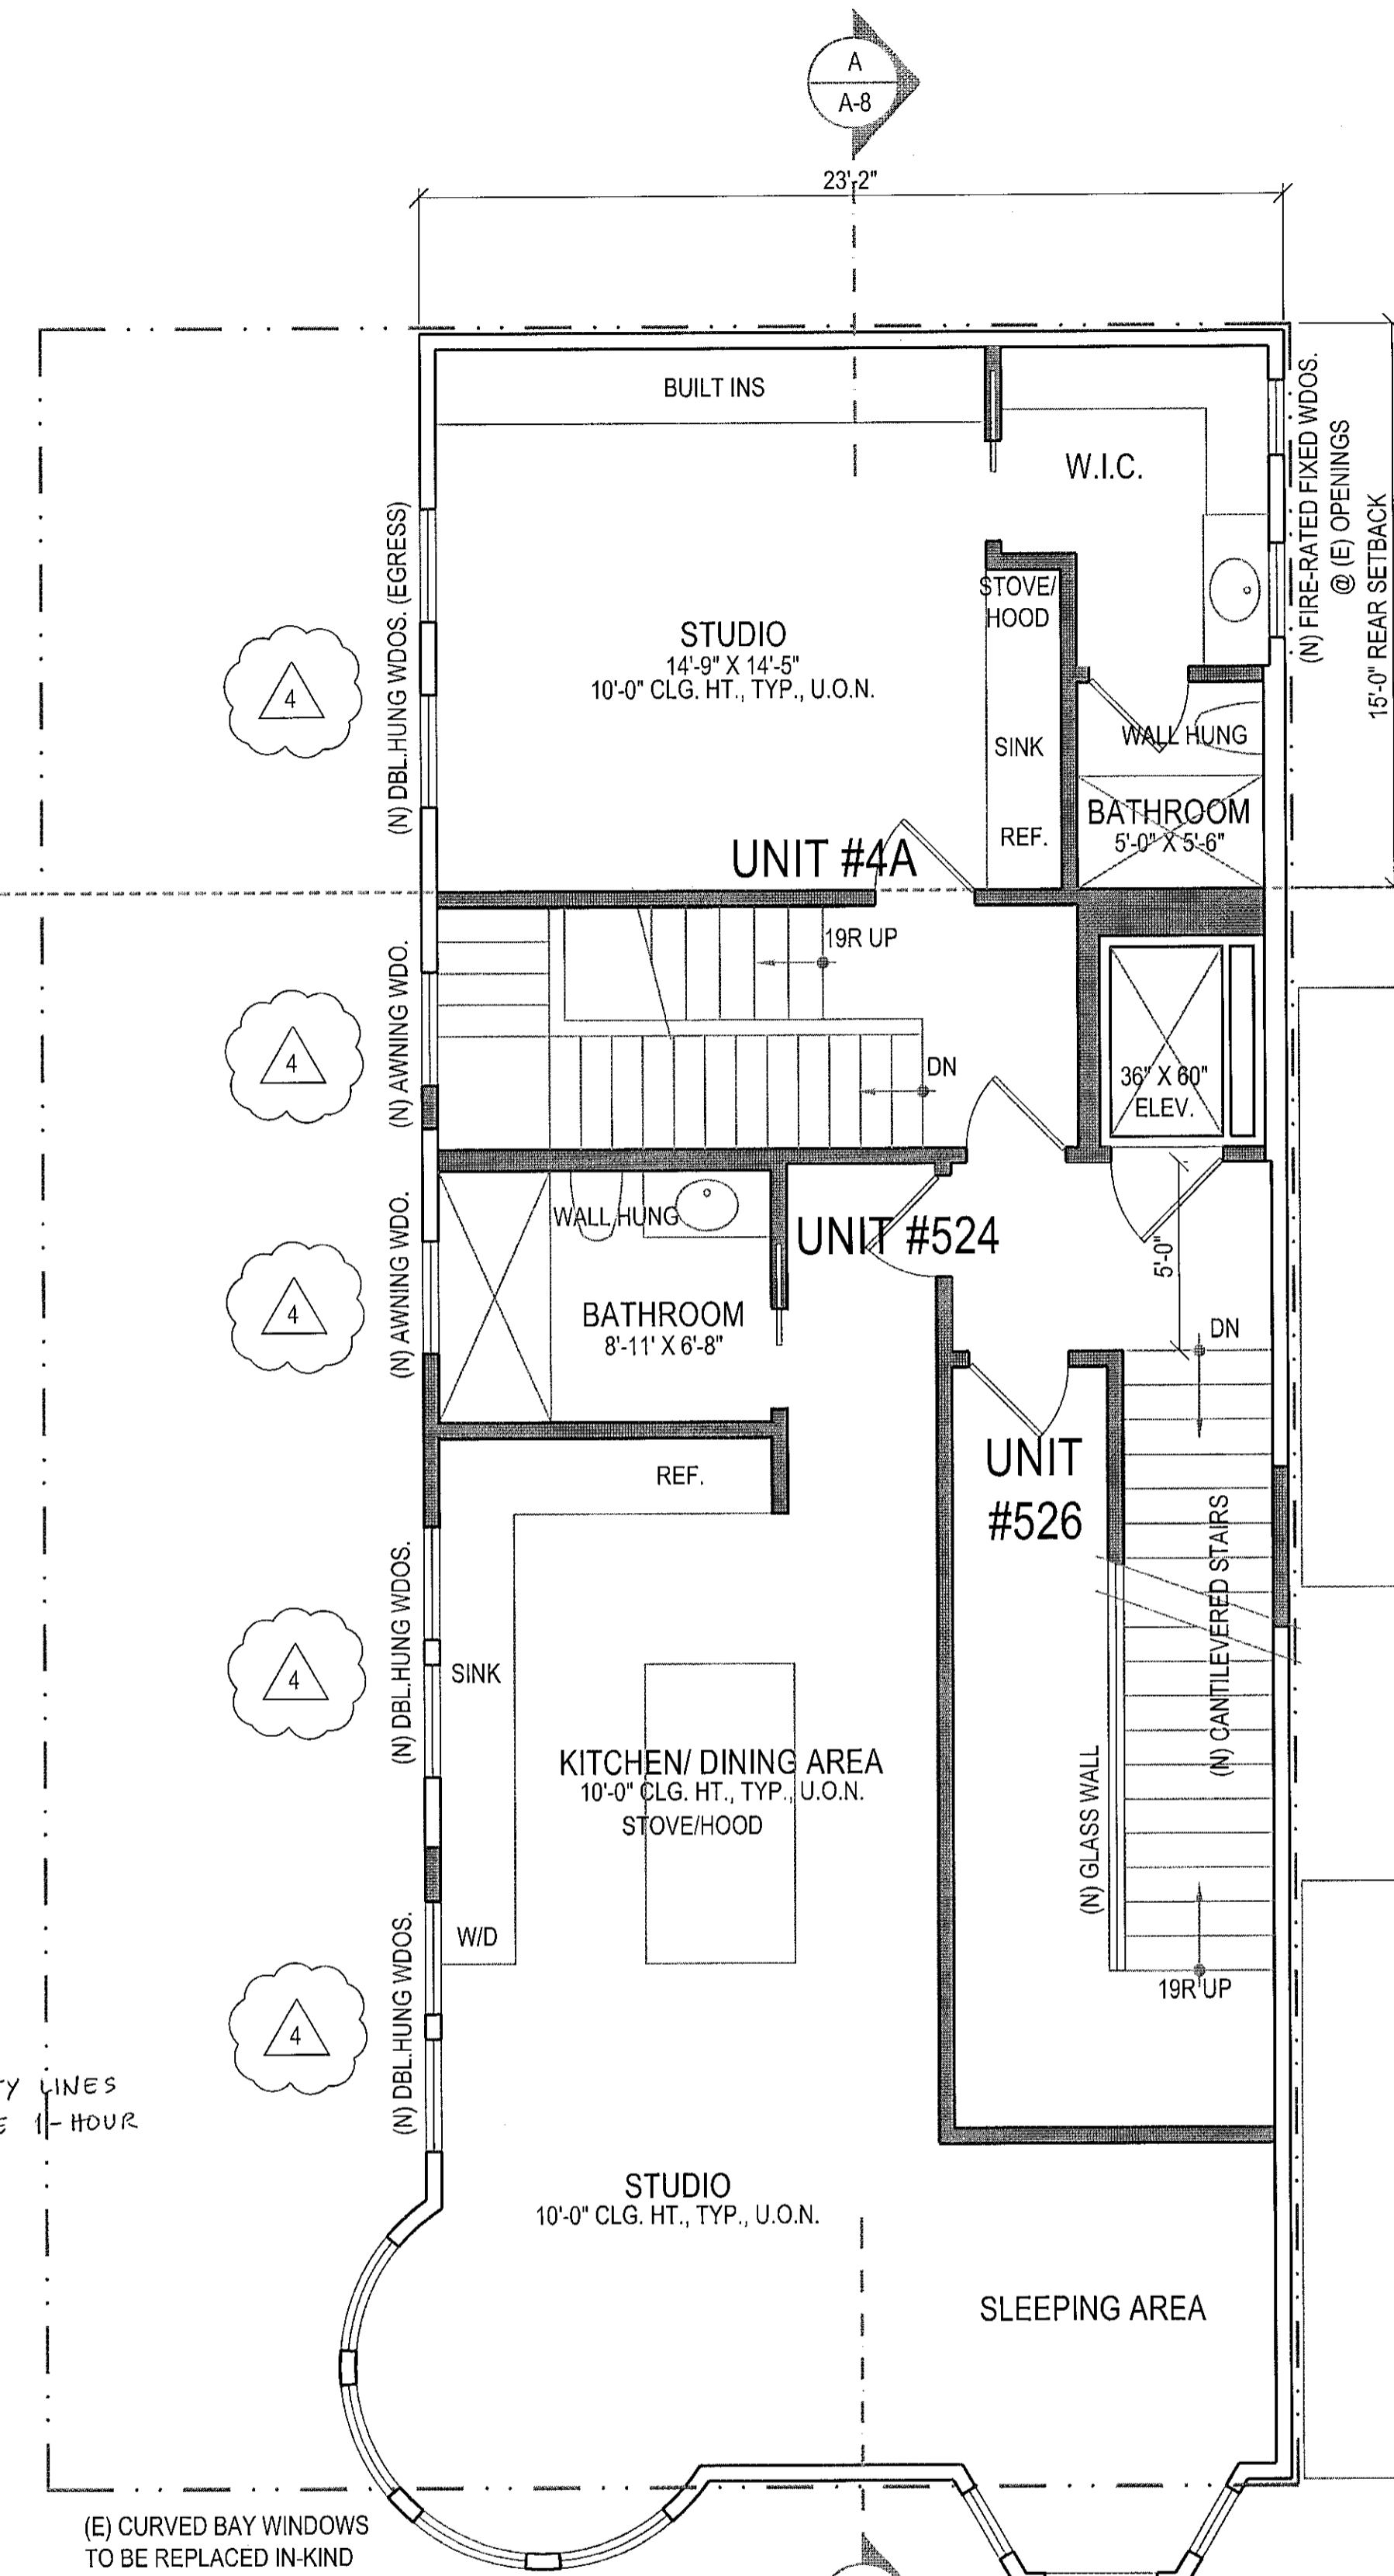 A
A-8
23'-2"
BUILT INS
W.I.C.
(N) FIRE-RATED FIXED WDOS.
@ (E) OPENINGS
15'-0" REAR SETBACK
(N) DBL.HUNG WDOS. (EGRESS)
4
STOVE/
HOOD
STUDIO
14'-9" X 14'-5"
10'-0" CLG. HT., TYP., U.O.N.
SINK
WALL HUNG
BATHROOM
5'-0" X 5'-6"
REF.
UNIT #4A
19R UP
(N) AWNING WDO.
4
DN
36" X 60"
ELEV.
WALL HUNG
UNIT #524
5'-0"
(N) AWNING WDO.
4
BATHROOM
8'-11' X 6'-8"
DN
REF.
UNIT
#526
(N) DBL.HUNG WDOS.
4
SINK
(N) CANTILEVERED STAIRS
KITCHEN/ DINING AREA
10'-0" CLG. HT., TYP., U.O.N.
STOVE/HOOD
(N) GLASS WALL
W/D
19R UP
(N) DBL.HUNG WDOS.
4
LINES
1-HOUR
STUDIO
10'-0" CLG. HT., TYP., U.O.N.
SLEEPING AREA
(E) CURVED BAY WINDOWS
TO BE REPLACED IN-KIND